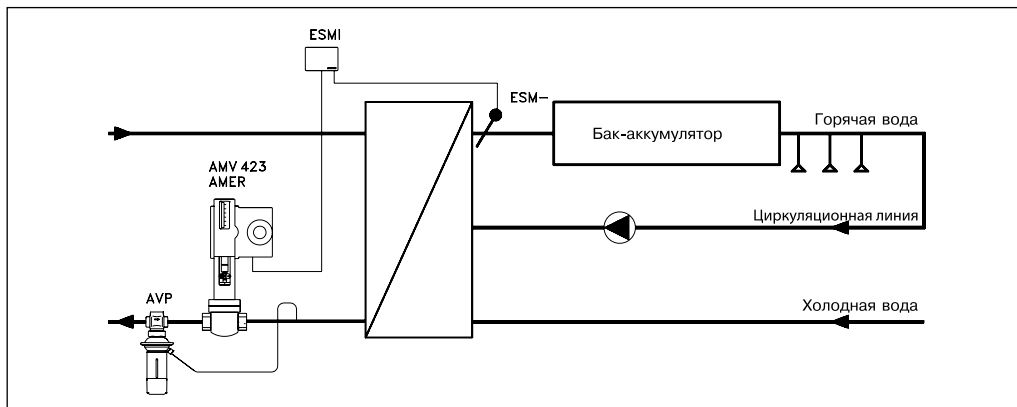 ESMI
ESM-
Бак-аккумулятор
Горячая вода
AMV 423
AMER
Циркуляционная линия
AVP
Холодная вода